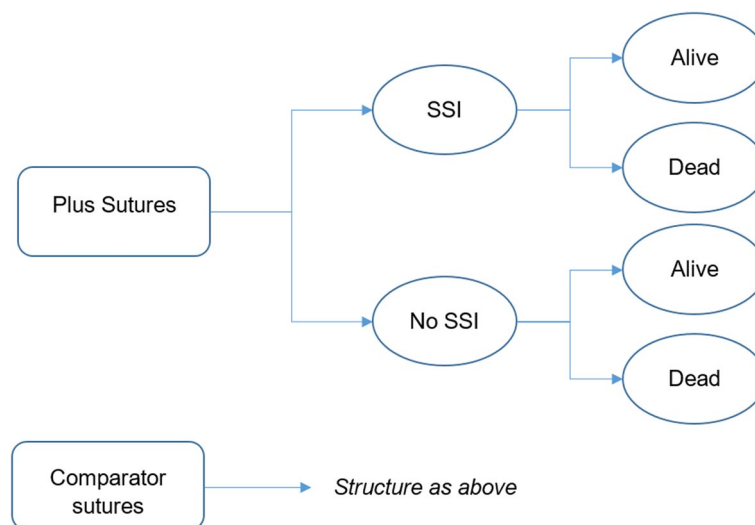 Alive
SSI
Dead
Plus Sutures
Alive
No SSI
Dead
Comparator
sutures
Structure as above